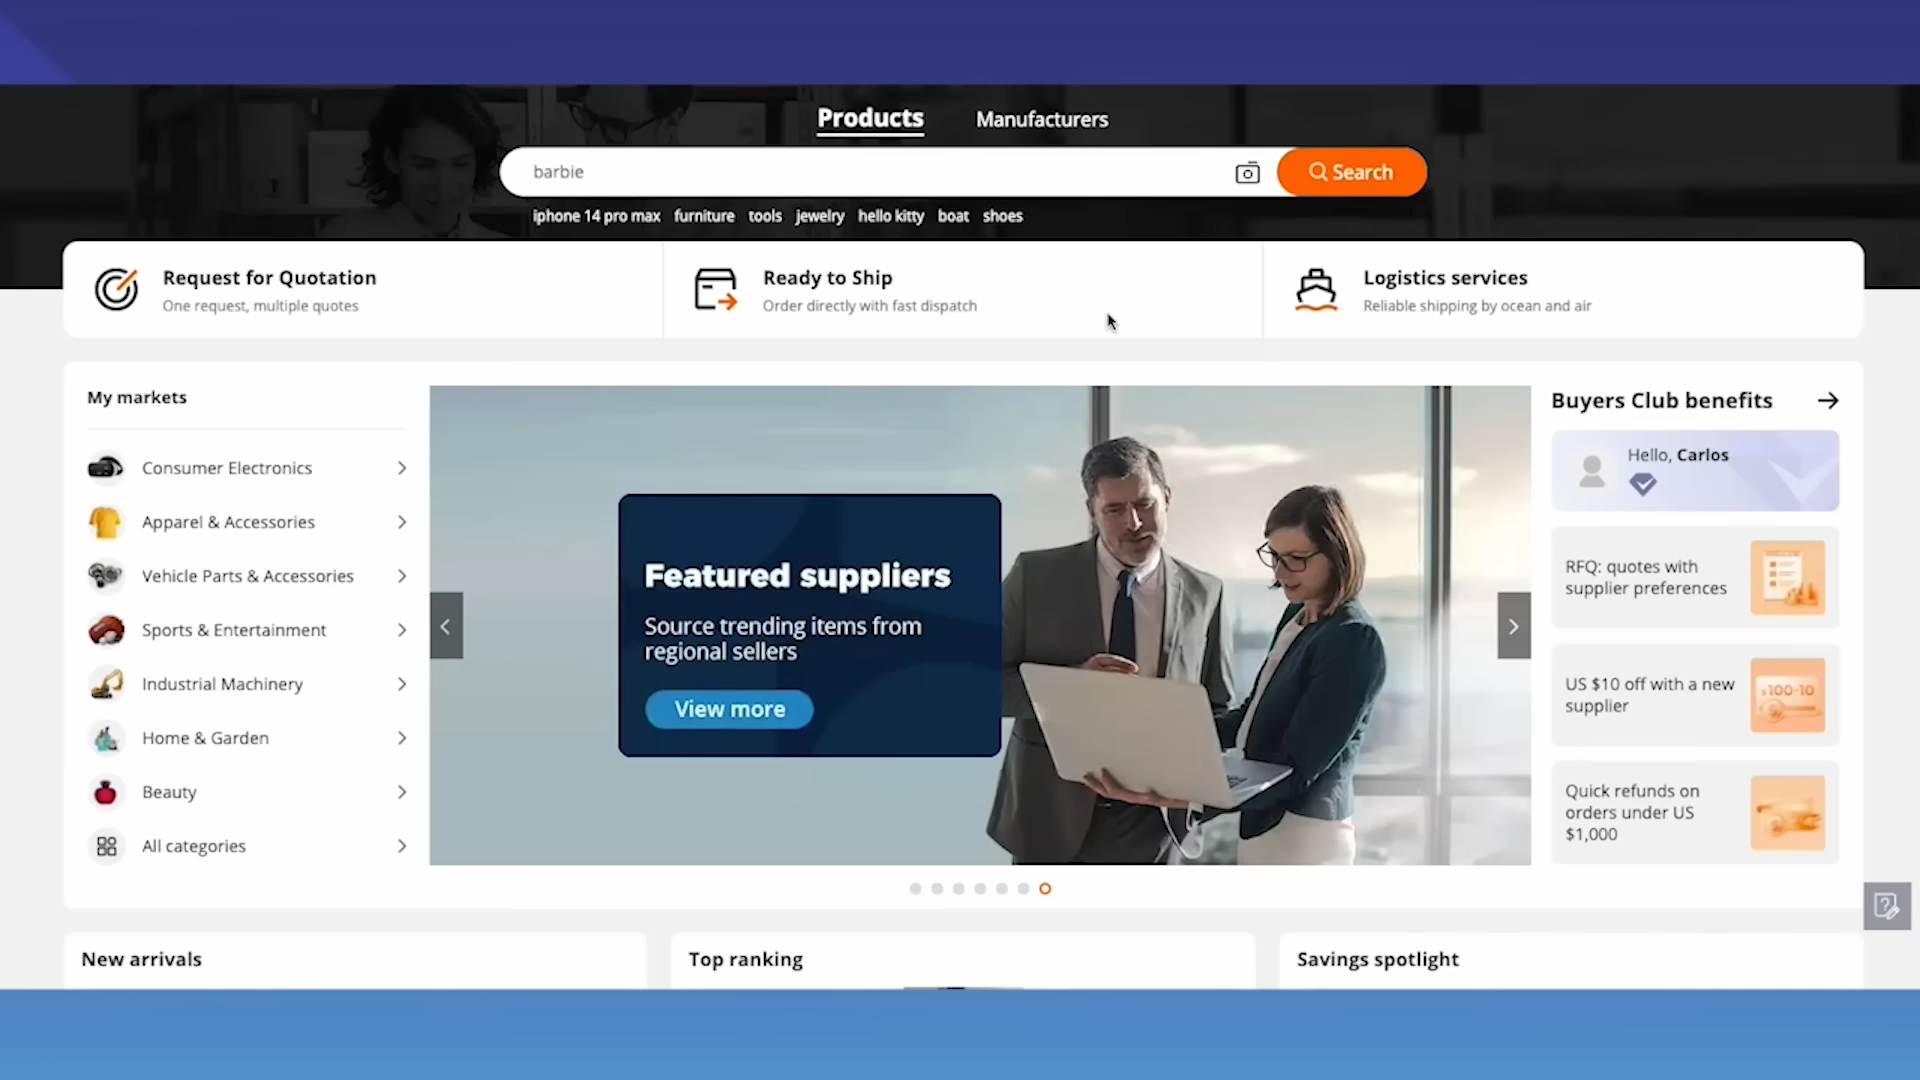 Products
Manufacturers
barbie
Search
iphone 14 pro max furniture tools jewelry hello kitty boat shoes
Request for Quotation
One request, multiple quotes
Ready to Ship
Order directly with fast dispatch
Logistics services
Reliable shipping by ocean and air
My markets
Consumer Electronics
Apparel & Accessories
Vehicle Parts & Accessories
Sports & Entertainment
Industrial Machinery
Home & Garden
Beauty
All categories
Featured suppliers
Source trending items from
regional sellers
View more
Buyers Club benefits
Hello, Carlos
RFQ: quotes with
supplier preferences
US $10 off with a new
supplier
$100-10
Quick refunds on
orders under US
$1,000
New arrivals
Top ranking
Savings spotlight